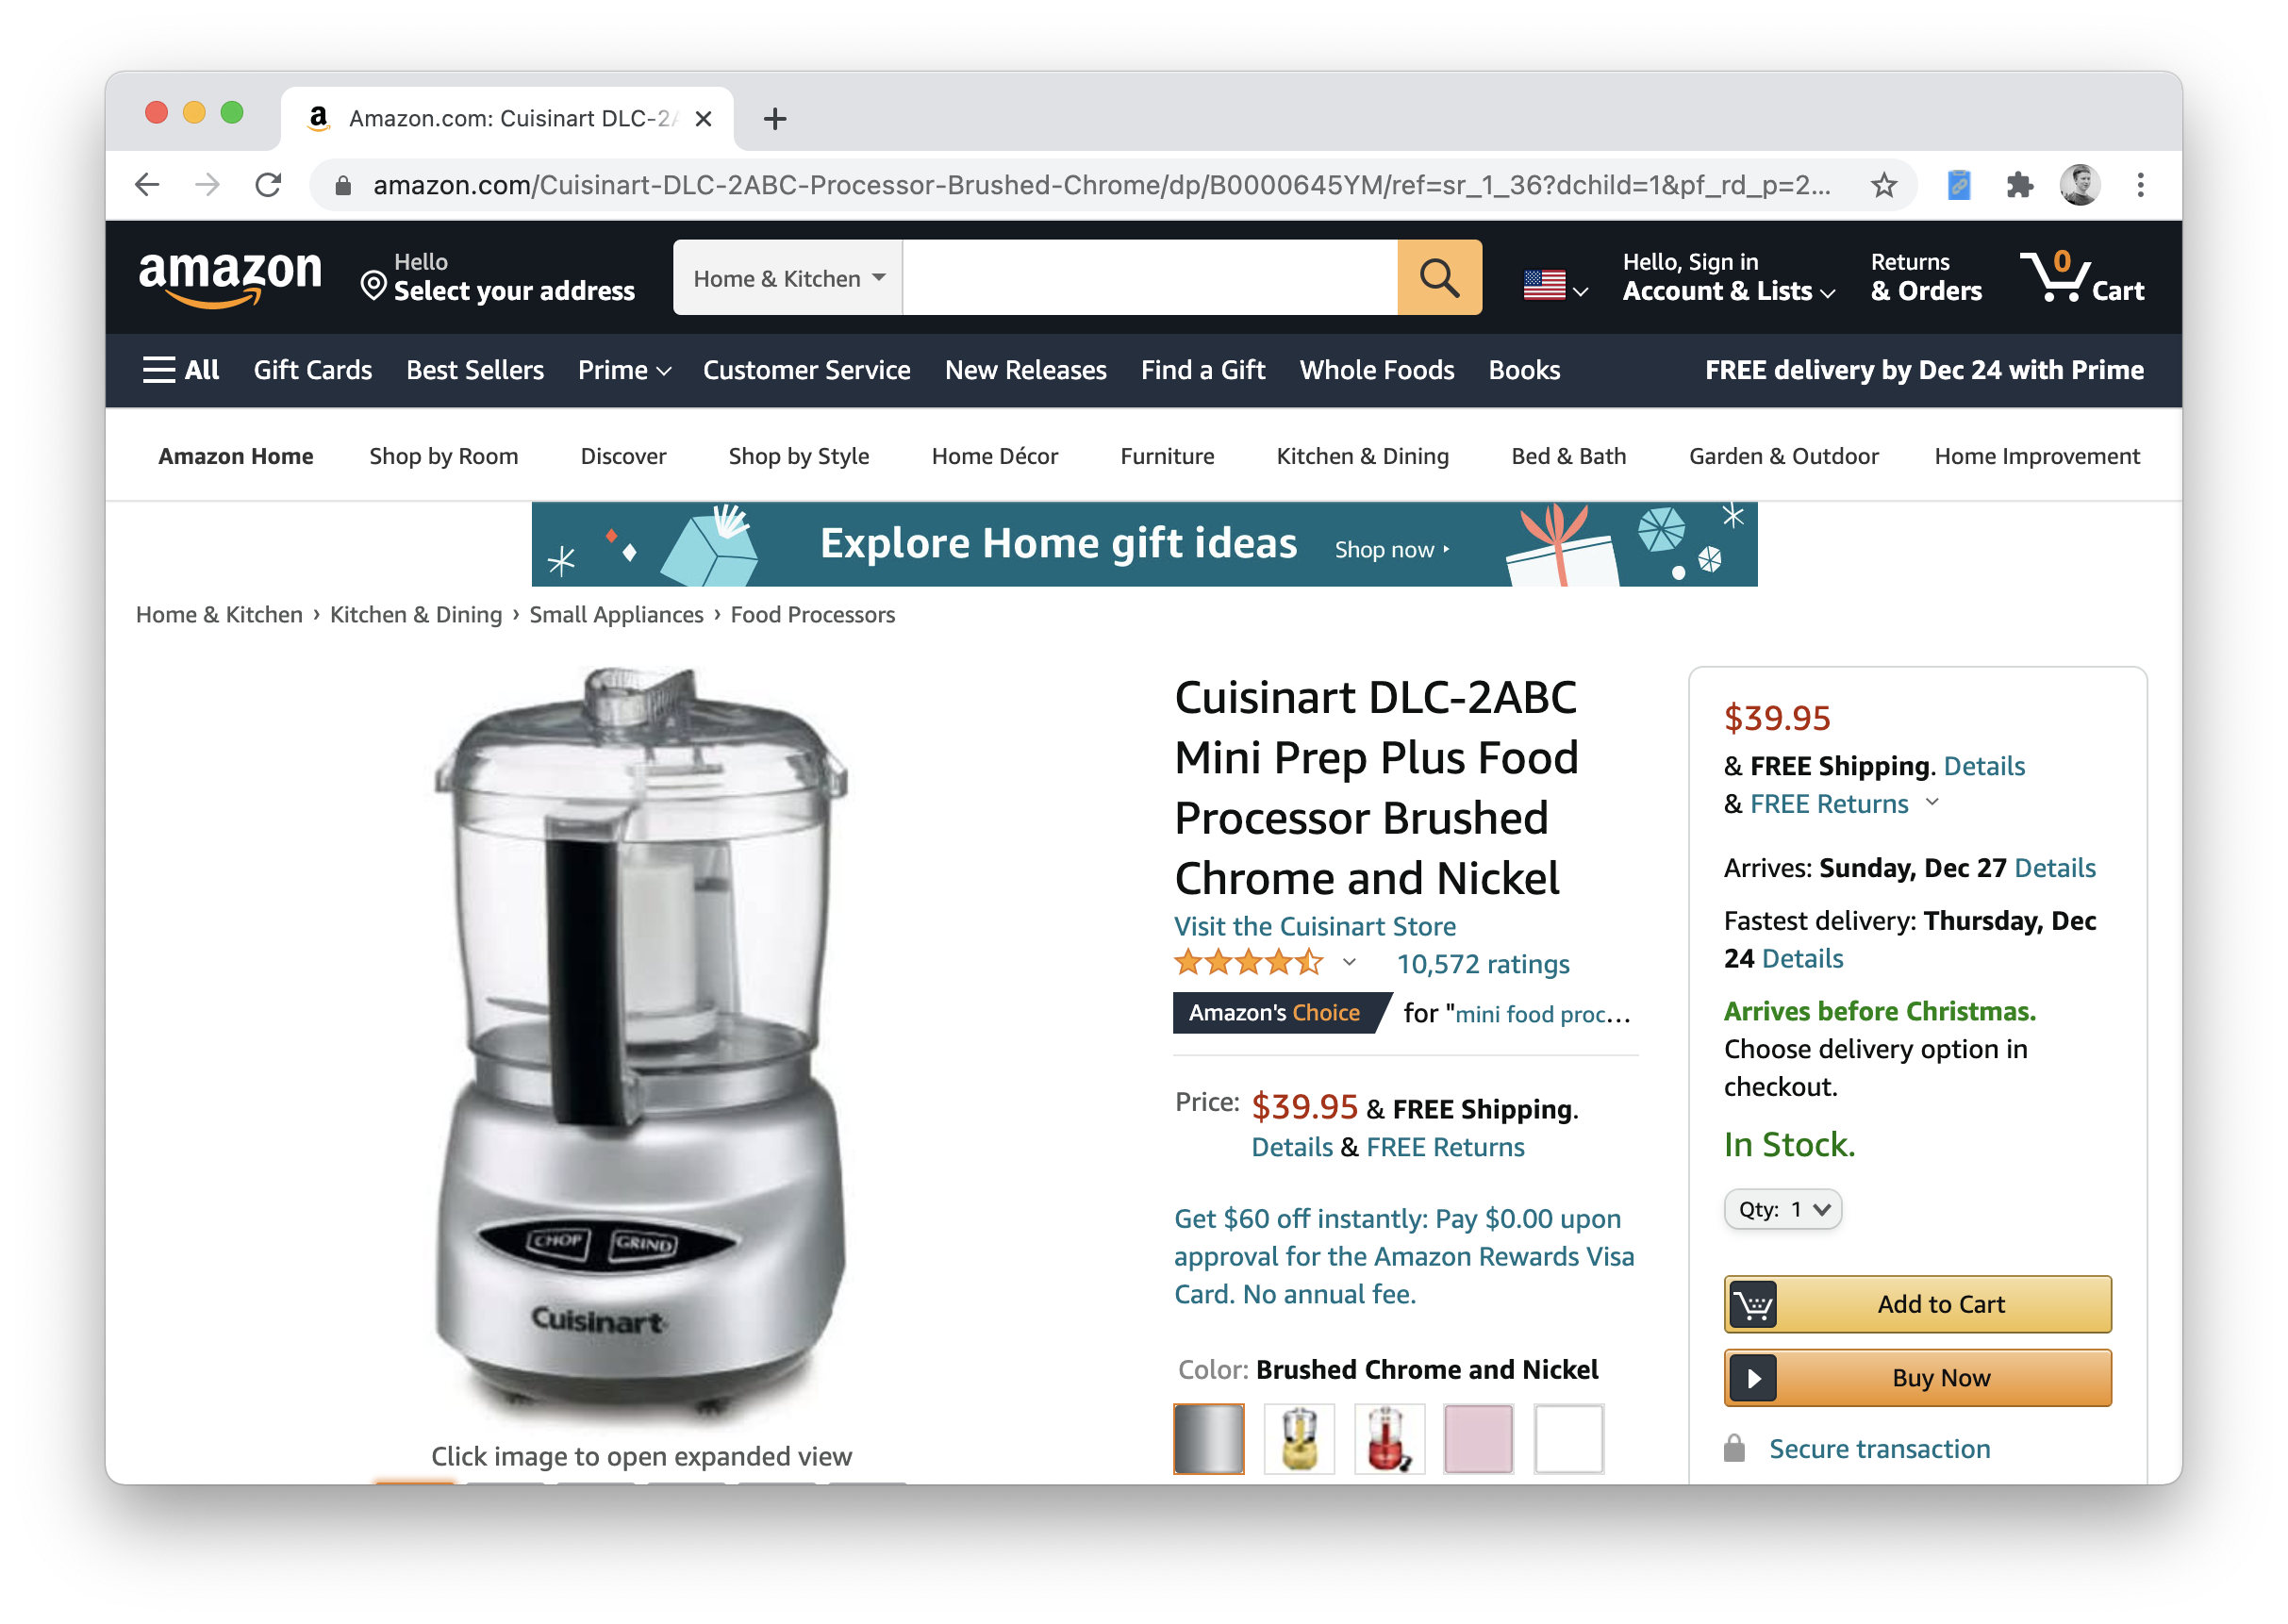 Amazon.com: Cuisinart DLC-2
amazon.com/Cuisinart-DLC-2ABC-Processor-Brushed-Chrome/dp/B0000645YM/ref=sr_1_36?dchild=1&pf_rd_p=2...
amazon
Hello
Select your address
Home & Kitchen
Hello, Sign in
Account & Lists
Returns
& Orders
0
Cart
All
Gift Cards
Best Sellers
Prime
Customer Service
New Releases
Find a Gift
Whole Foods
Books
FREE delivery by Dec 24 with Prime
Amazon Home
Shop by Room
Discover
Shop by Style
Home Décor
Furniture
Kitchen & Dining
Bed & Bath
Garden & Outdoor
Home Improvement
Explore Home gift ideas
Shop now
Home & Kitchen › Kitchen & Dining › Small Appliances › Food Processors
CHOP
GRIND
Cuisinart
Click image to open expanded view
Cuisinart DLC-2ABC
Mini Prep Plus Food
Processor Brushed
Chrome and Nickel
Visit the Cuisinart Store
10,572 ratings
Amazon's Choice
for "mini food proc...
Price: $39.95 & FREE Shipping.
Details & FREE Returns
Get $60 off instantly: Pay $0.00 upon
approval for the Amazon Rewards Visa
Card. No annual fee.
Color: Brushed Chrome and Nickel
$39.95
& FREE Shipping. Details
& FREE Returns
Arrives: Sunday, Dec 27 Details
Fastest delivery: Thursday, Dec
24 Details
Arrives before Christmas.
Choose delivery option in
checkout.
In Stock.
Qty: 1
Add to Cart
Buy Now
Secure transaction